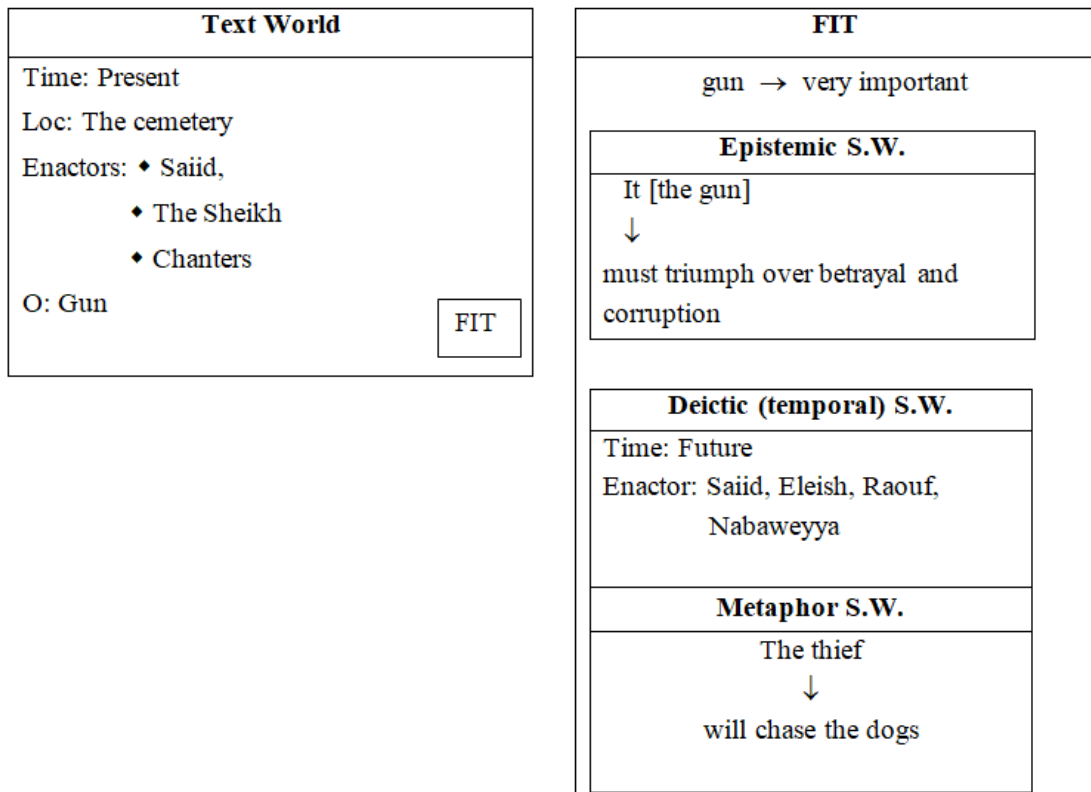 Text World
Time: Present
Loc: The cemetery
Enactors: ◆ Saiid,
◆ The Sheikh
◆ Chanters
O: Gun
FIT
FIT
gun → very important
Epistemic S.W.
It [the gun]
↓
must triumph over betrayal and
corruption
Deictic (temporal) S.W.
Time: Future
Enactor: Saiid, Eleish, Raouf,
Nabaweyya
Metaphor S.W.
The thief
↓
will chase the dogs